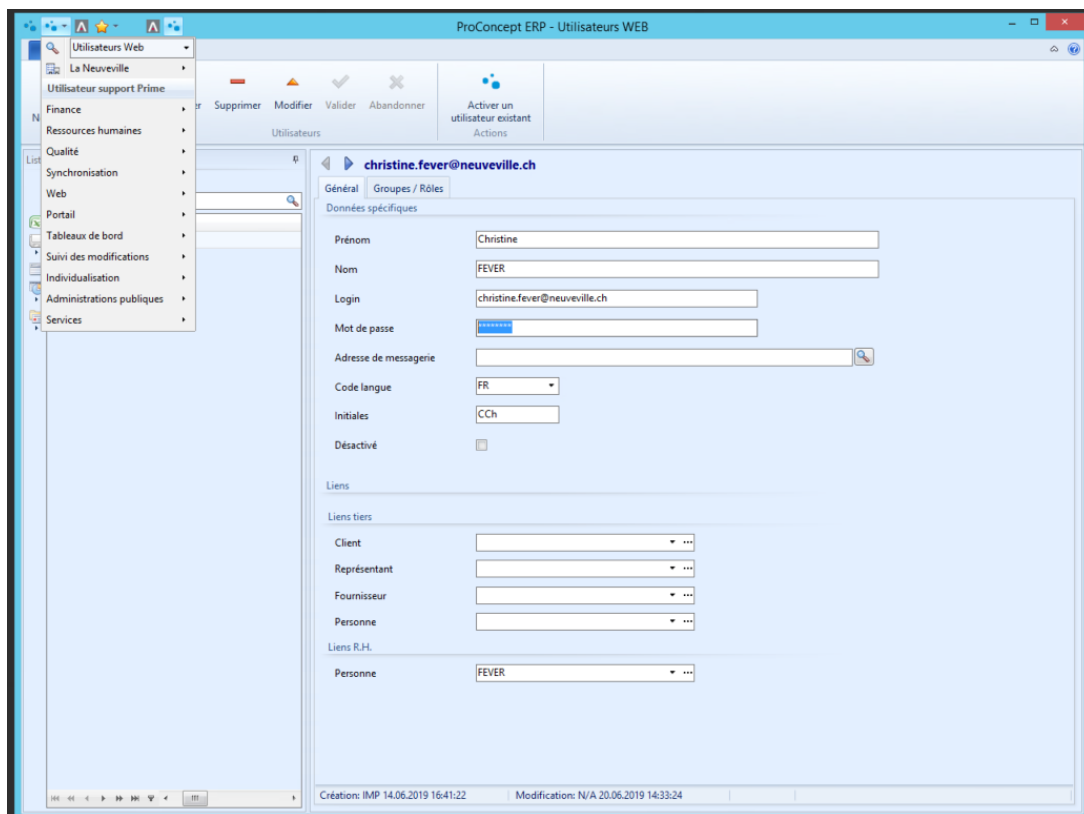 ProConcept ERP - Utilisateurs WEB
Utilisateurs Web
La Neuveville
Utilisateur support Prime
Finance
Ressources humaines
Qualité
Synchronisation
Web
Portail
Tableaux de bord
Suivi des modifications
Individualisation
Administrations publiques
Services
Supprimer
Modifier
Valider
Abandonner
Utilisateurs
Activer un
utilisateur existant
Actions
christine.fever@neuveville.ch
Général Groupes / Rôles
Données spécifiques
Prénom Christine
Nom FEVER
Login christine.fever@neuveville.ch
Mot de passe ********
Adresse de messagerie
Code langue FR
Initiales CCh
Désactivé
Liens
Liens tiers
Client
Représentant
Fournisseur
Personne
Liens R.H.
Personne FEVER
Création: IMP 14.06.2019 16:41:22 Modification: N/A 20.06.2019 14:33:24